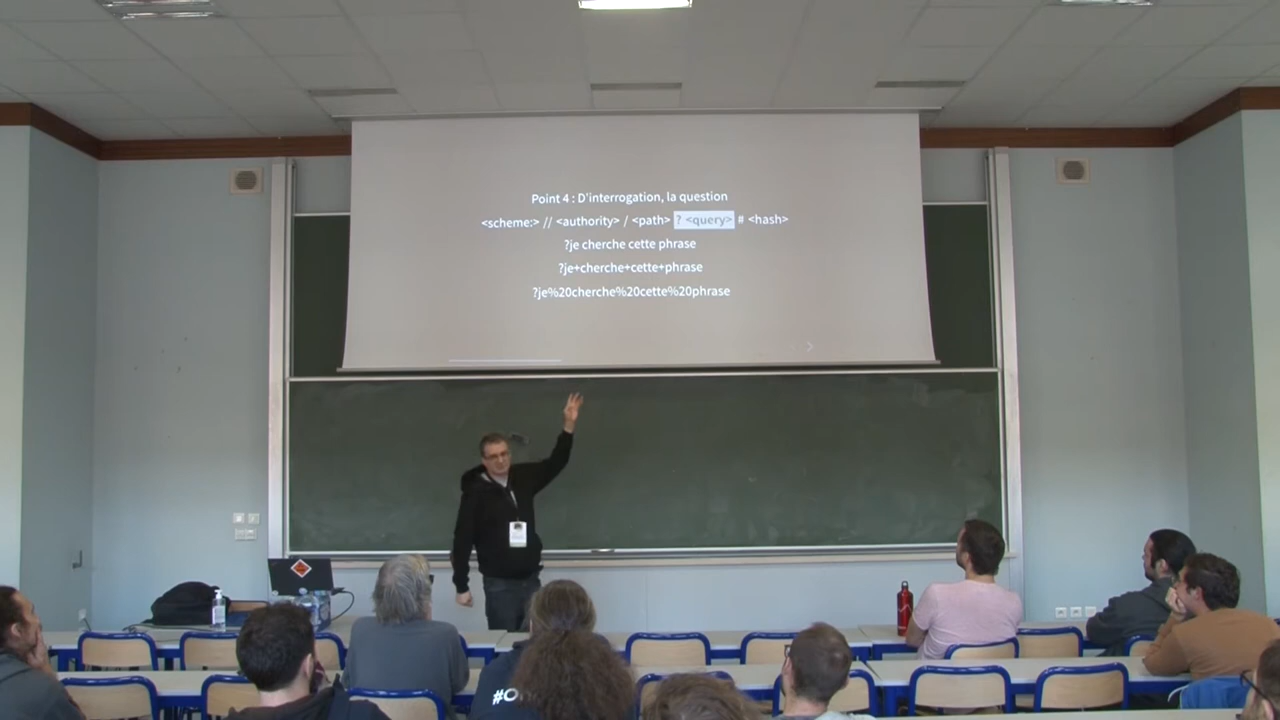 Point 4 : D'interrogation, la question
<scheme:> // <authority> / <path> ? <query> # <hash>
?je cherche cette phrase
?je+cherche+cette+phrase
?je%20cherche%20cette%20phrase